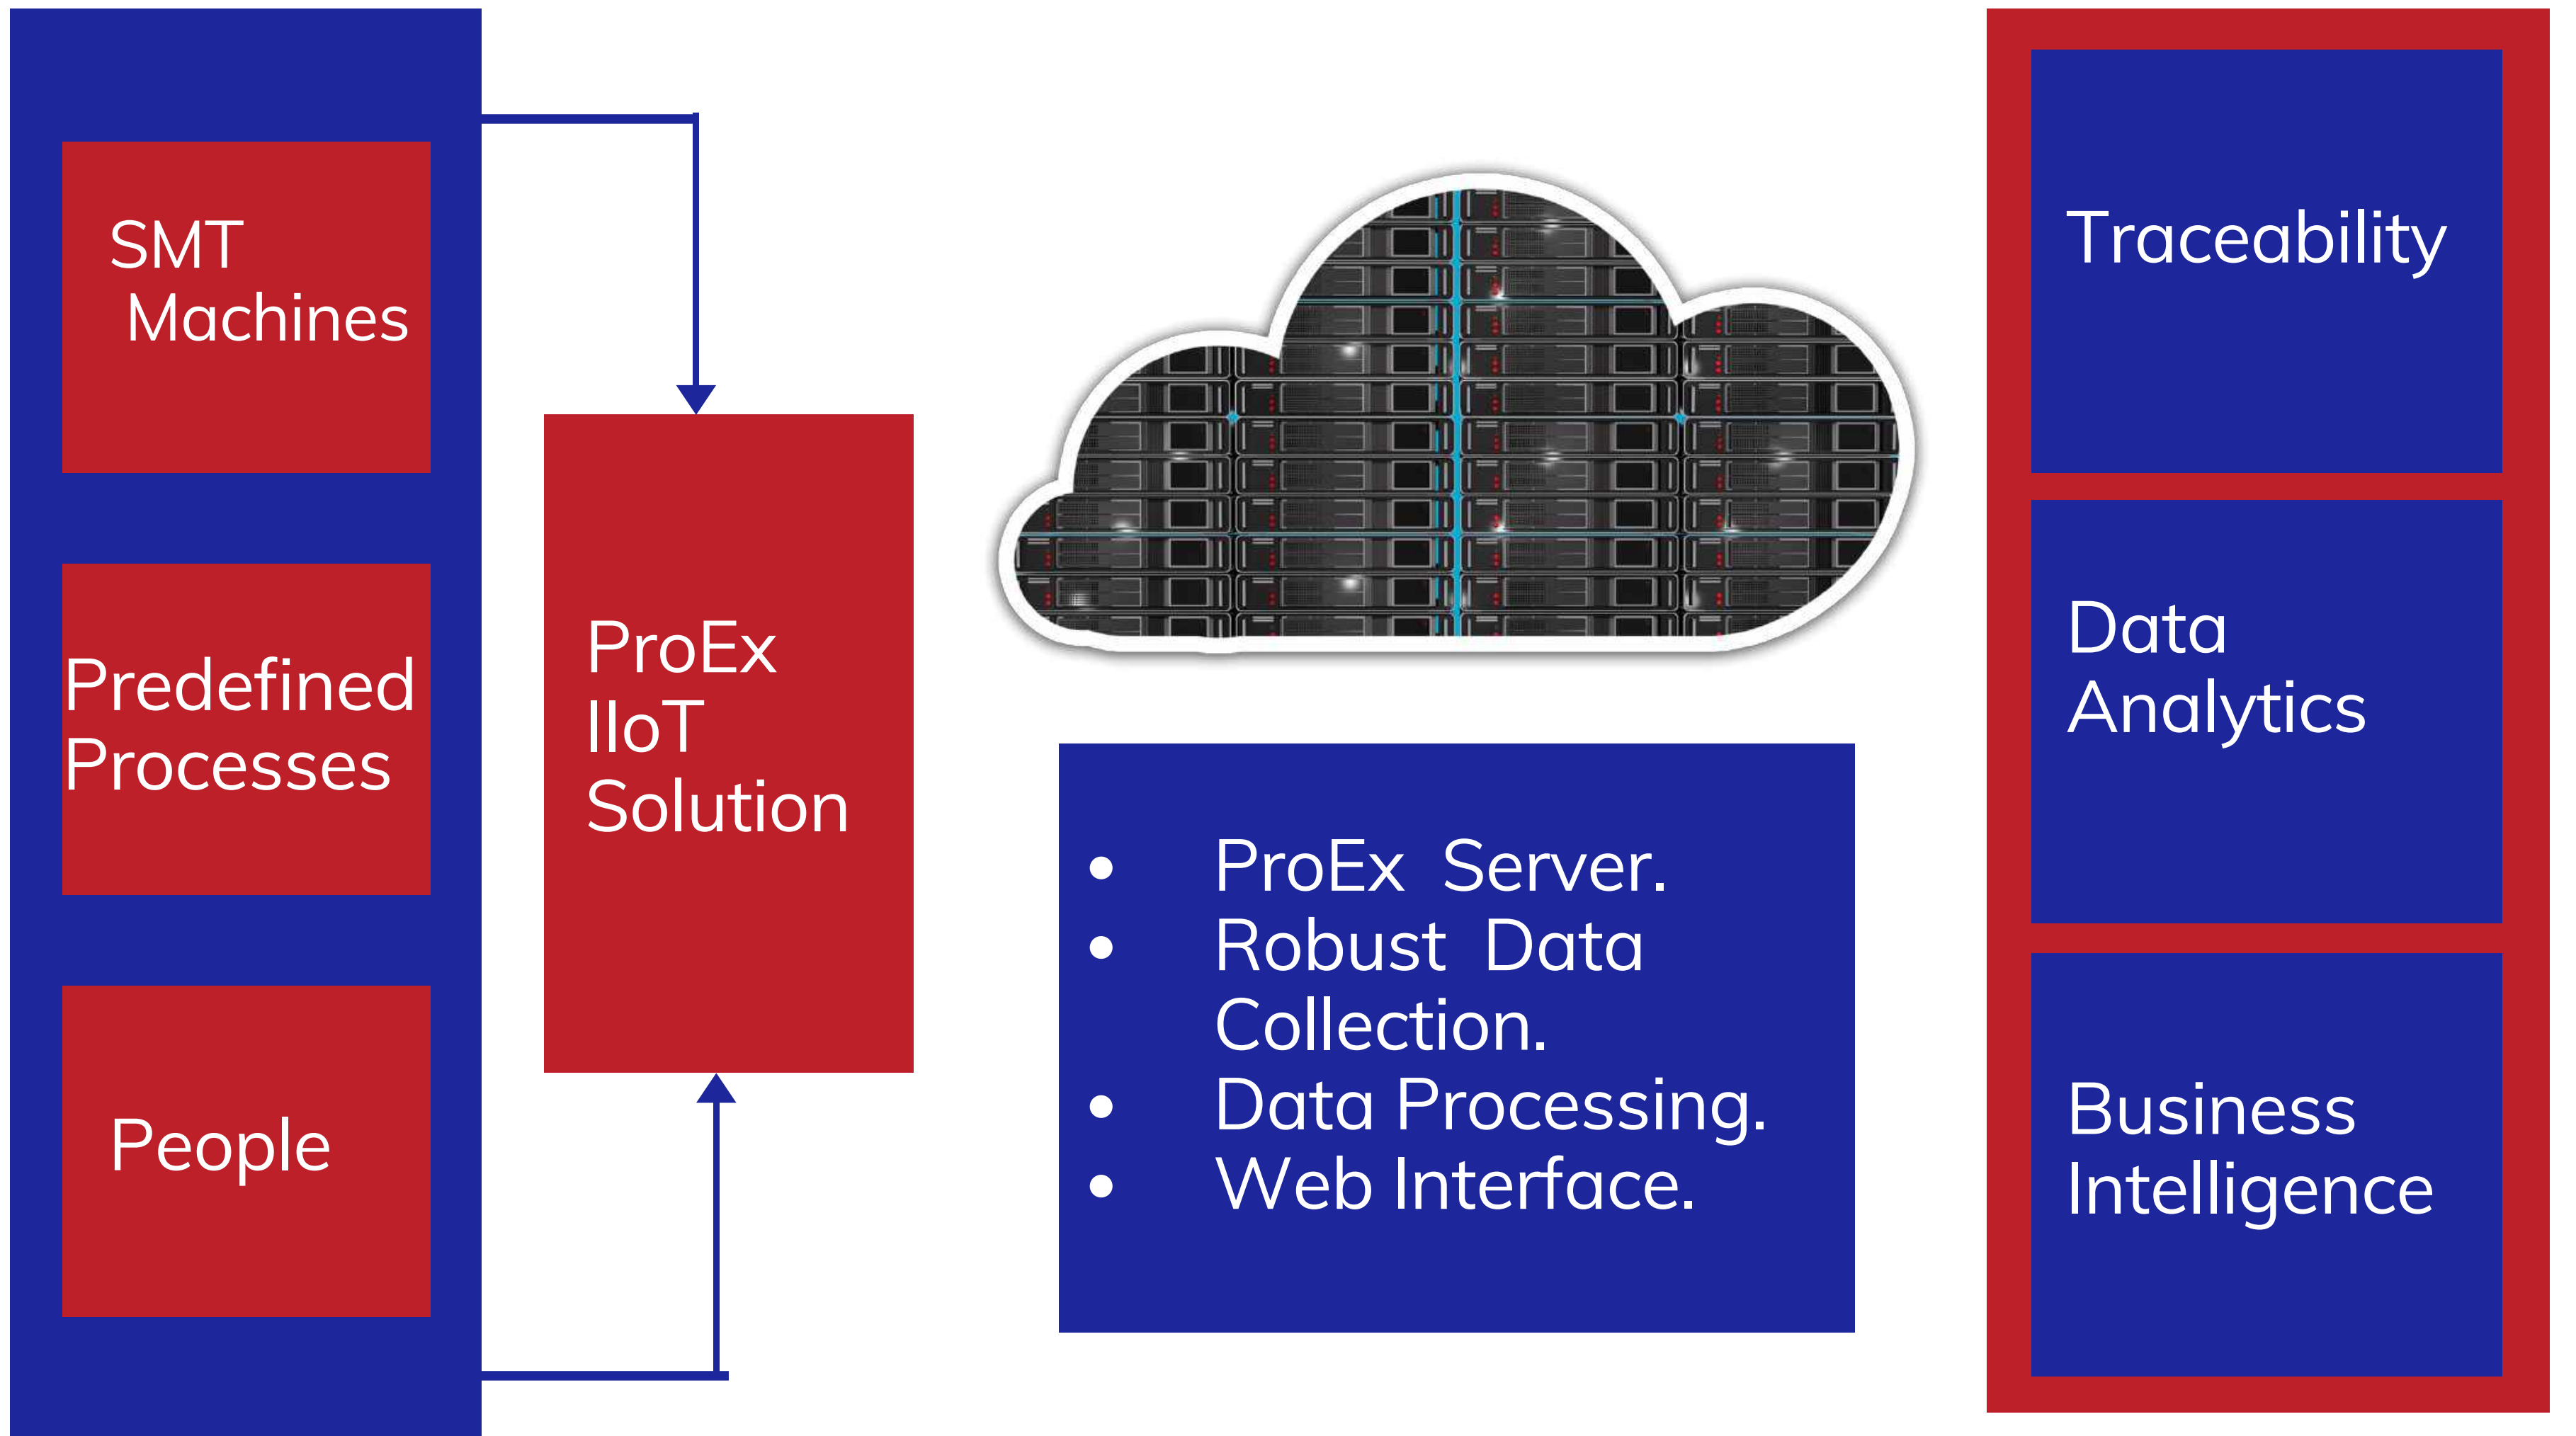 SMT
Machines
Predefined
Processes
People
ProEx
IIoT
Solution
• ProEx Server.
• Robust Data
Collection.
• Data Processing.
• Web Interface.
Traceability
Data
Analytics
Business
Intelligence